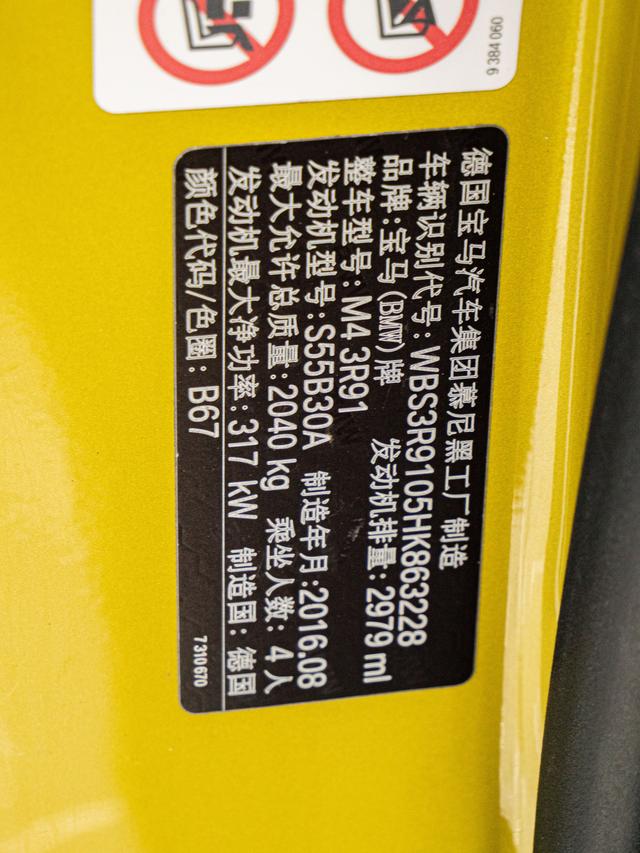 9 384 060
德国宝马汽车集团慕尼黑工厂制造
车辆识别代号: WBS3R9105HK863228
品牌:宝马(BMW)牌 发动机排量: 2979 ml
整车型号: M4 3R91
发动机型号: S55B30A 制造年月:2016.08
最大允许总质量: 2040 kg 乘坐人数: 4人
发动机最大净功率: 317 kW 制造国: 德国
颜色代码/色圈: B67
7310670